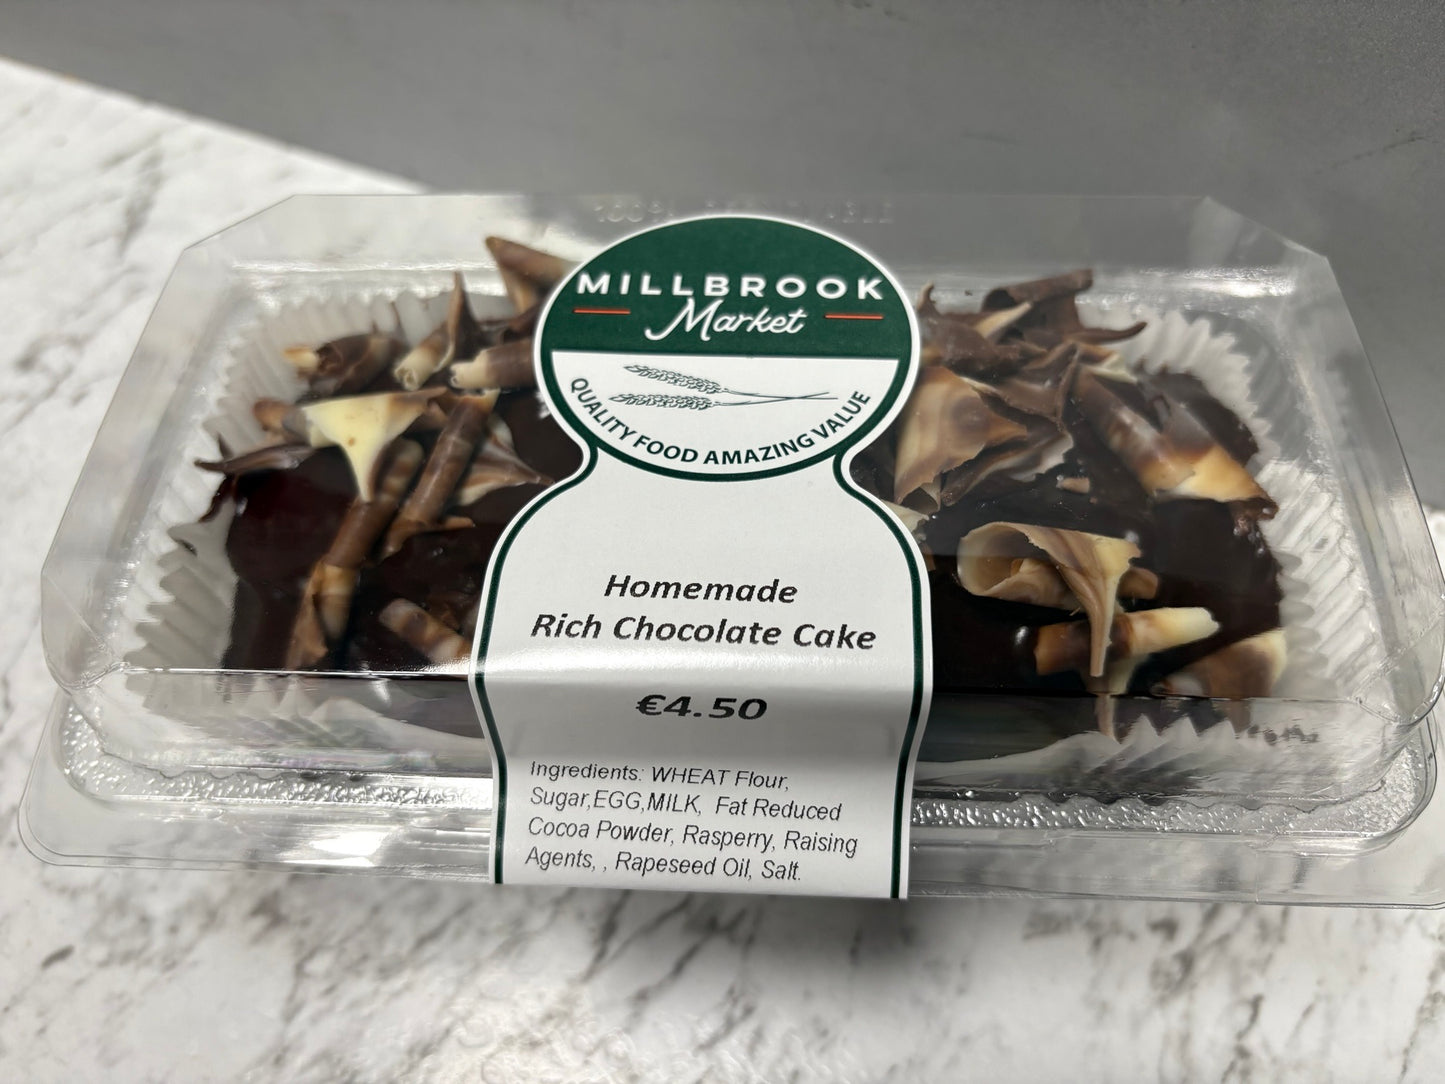 MILLBROOK
Market
QUALITY FOOD AMAZING VALUE
Homemade
Rich Chocolate Cake
€4.50
Ingredients: WHEAT Flour,
Sugar,EGG,MILK, Fat Reduced
Cocoa Powder, Rasperry, Raising
Agents, , Rapeseed Oil, Salt.